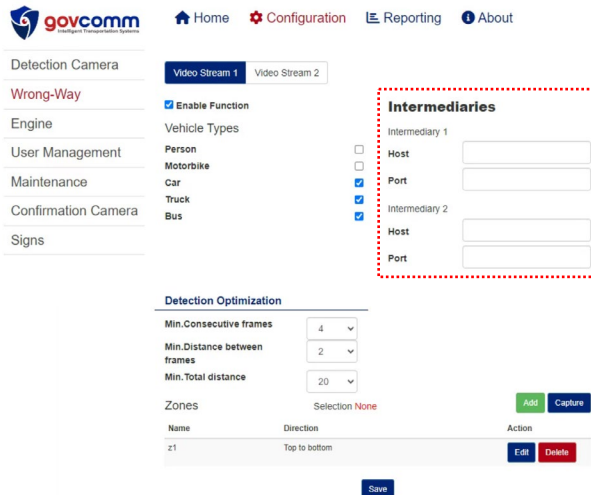 govcomm
Intelligent Transportation Systems
Home Configuration Reporting About
Detection Camera
Wrong-Way
Engine
User Management
Maintenance
Confirmation Camera
Signs
Video Stream 1 Video Stream 2
Enable Function
Vehicle Types
Person
Motorbike
Car
Truck
Bus
Intermediaries
Intermediary 1
Host
Port
Intermediary 2
Host
Port
Detection Optimization
Min.Consecutive frames 4
Min.Distance between
frames 2
Min.Total distance 20
Zones Selection None Add Capture
Name Direction Action
z1 Top to bottom Edit Delete
Save